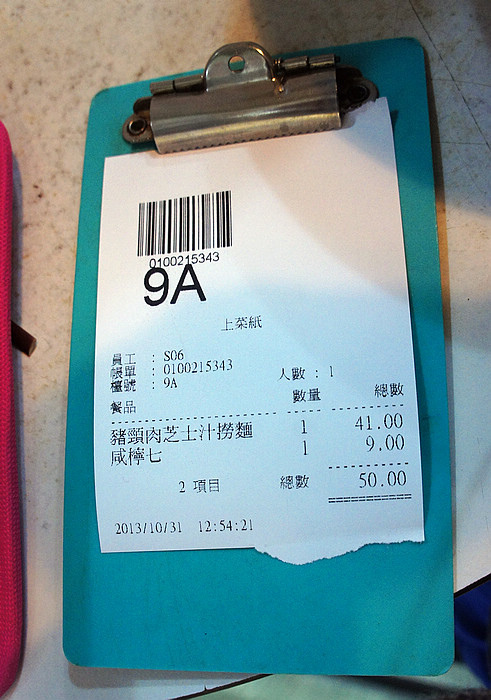 0100215343
9A
上菜紙
員工 : S06
帳單 : 0100215343
檯號 : 9A 人數 : 1
餐品 數量 總數
豬頸肉芝士汁撈麵 1 41.00
咸檸七 1 9.00
2 項目 總數 50.00
2013/10/31 12:54:21